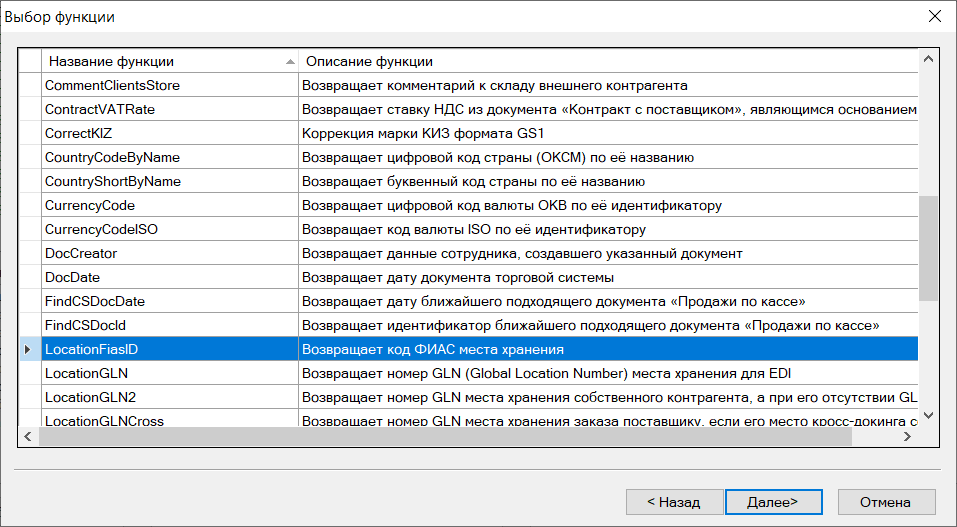 Выбор функции
Название функции Описание функции
CommentClientsStore Возвращает комментарий к складу внешнего контрагента
ContractVATRate Возвращает ставку НДС из документа «Контракт с поставщиком», являющимся основанием
CorrectKIZ Коррекция марки КИЗ формата GS1
CountryCodeByName Возвращает цифровой код страны (ОКСМ) по её названию
CountryShortByName Возвращает буквенный код страны по её названию
CurrencyCode Возвращает цифровой код валюты ОКВ по её идентификатору
CurrencyCodeISO Возвращает код валюты ISO по её идентификатору
DocCreator Возвращает данные сотрудника, создавшего указанный документ
DocDate Возвращает дату документа торговой системы
FindCSDocDate Возвращает дату ближайшего подходящего документа «Продажи по кассе»
FindCSDocId Возвращает идентификатор ближайшего подходящего документа «Продажи по кассе»
LocationFiasID Возвращает код ФИАС места хранения
LocationGLN Возвращает номер GLN (Global Location Number) места хранения для EDI
LocationGLN2 Возвращает номер GLN места хранения собственного контрагента, а при его отсутствии GL
LocationGLNCross Возвращает номер GLN места хранения заказа поставщику, если его место кросс-докинга с
< Назад Далее> Отмена